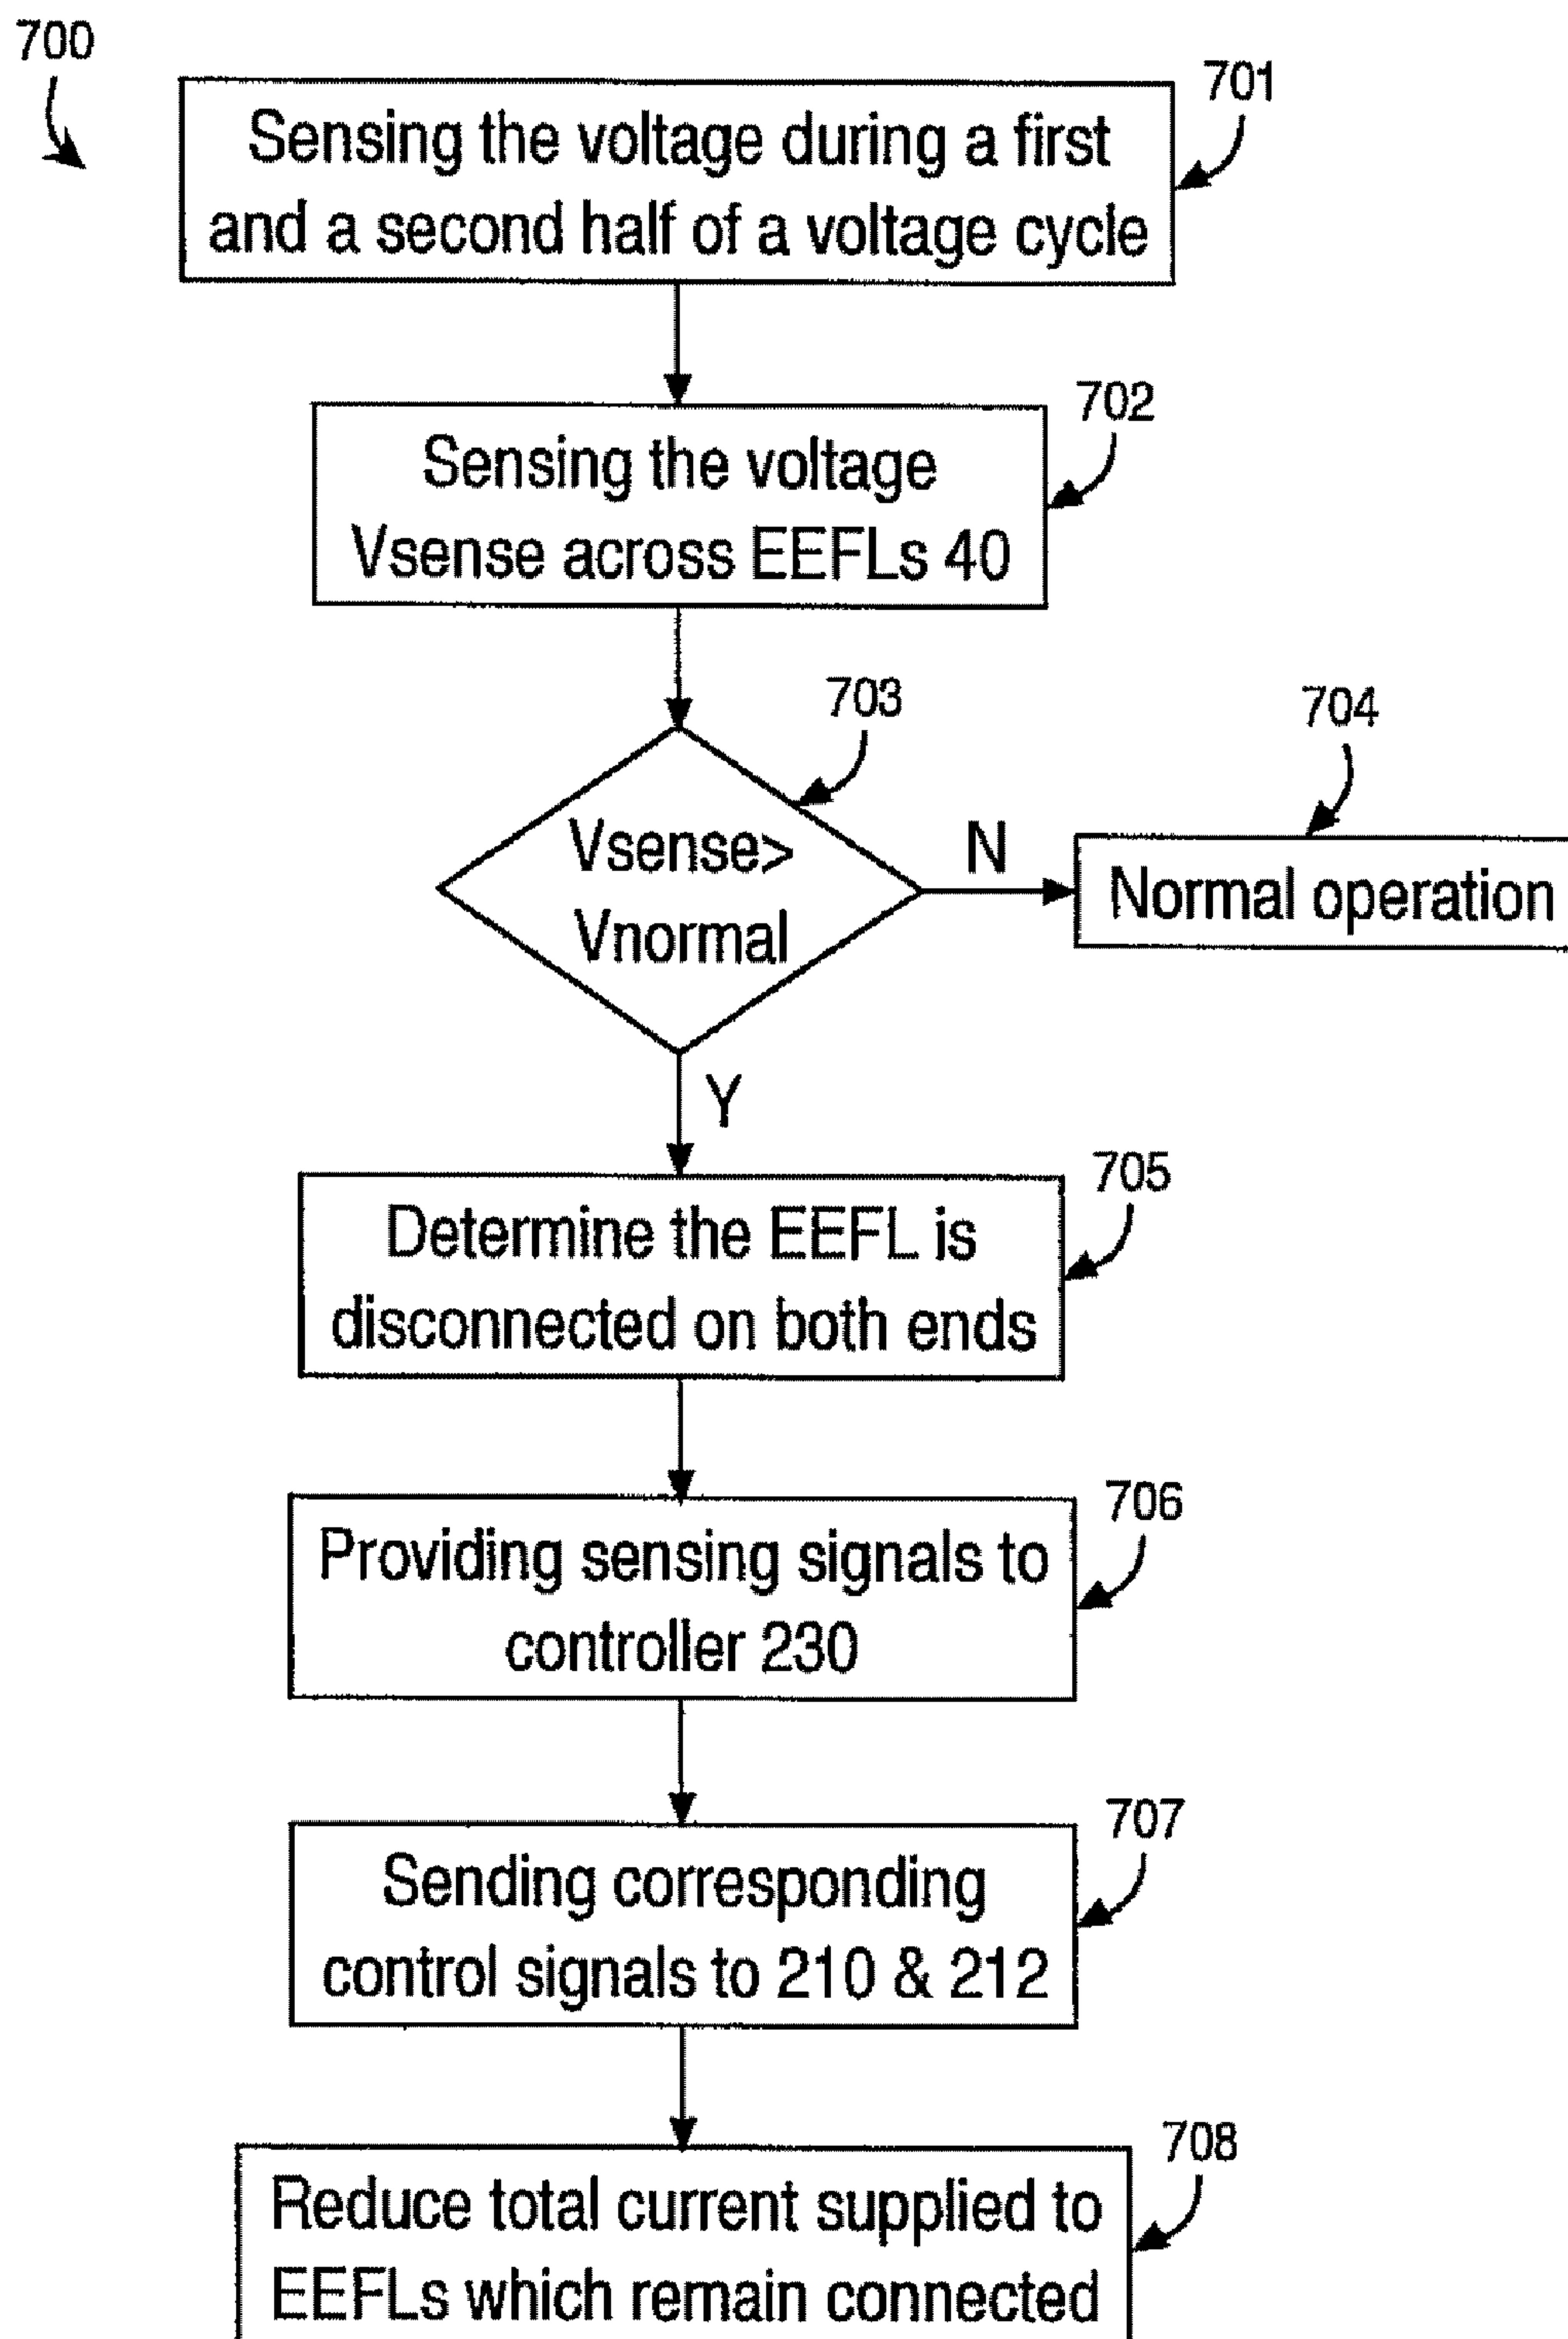 700
701
Sensing the voltage during a first
and a second half of a voltage cycle
702
Sensing the voltage
Vsense across EEFLs 40
703
Vsense>
Vnormal
N
704
Normal operation
Y
705
Determine the EEFL is
disconnected on both ends
706
Providing sensing signals to
controller 230
707
Sending corresponding
control signals to 210 & 212
708
Reduce total current supplied to
EEFLs which remain connected